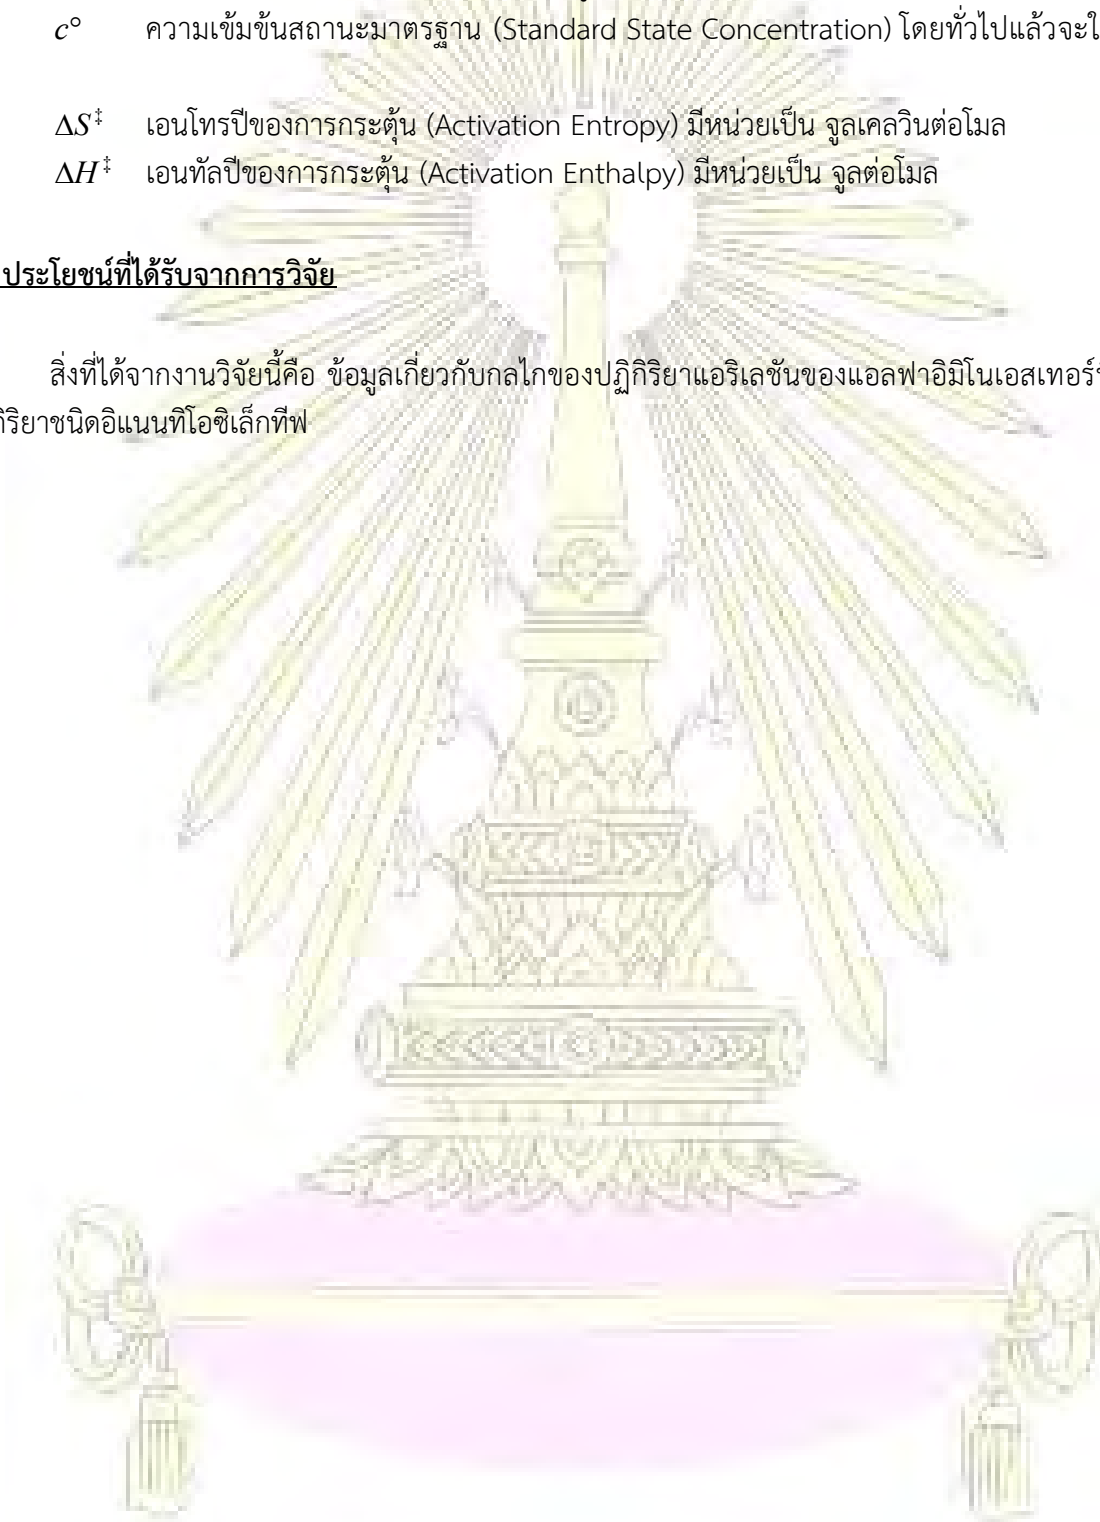 c° ความเข้มข้นสถานะมาตรฐาน (Standard State Concentration) โดยทั่วไปแล้วจะใ
ΔS‡ เอนโทรปีของการกระตุ้น (Activation Entropy) มีหน่วยเป็น จูลเคลวินต่อโมล
ΔH‡ เอนทัลปีของการกระตุ้น (Activation Enthalpy) มีหน่วยเป็น จูลต่อโมล
ประโยชน์ที่ได้รับจากการวิจัย
สิ่งที่ได้จากงานวิจัยนี้คือ ข้อมูลเกี่ยวกับกลไกของปฏิกิริยาแอริเลชันของแอลฟาอิมิโนเอสเทอร์
กิริยาชนิดอิแนนทิโอซิเล็กทีฟ